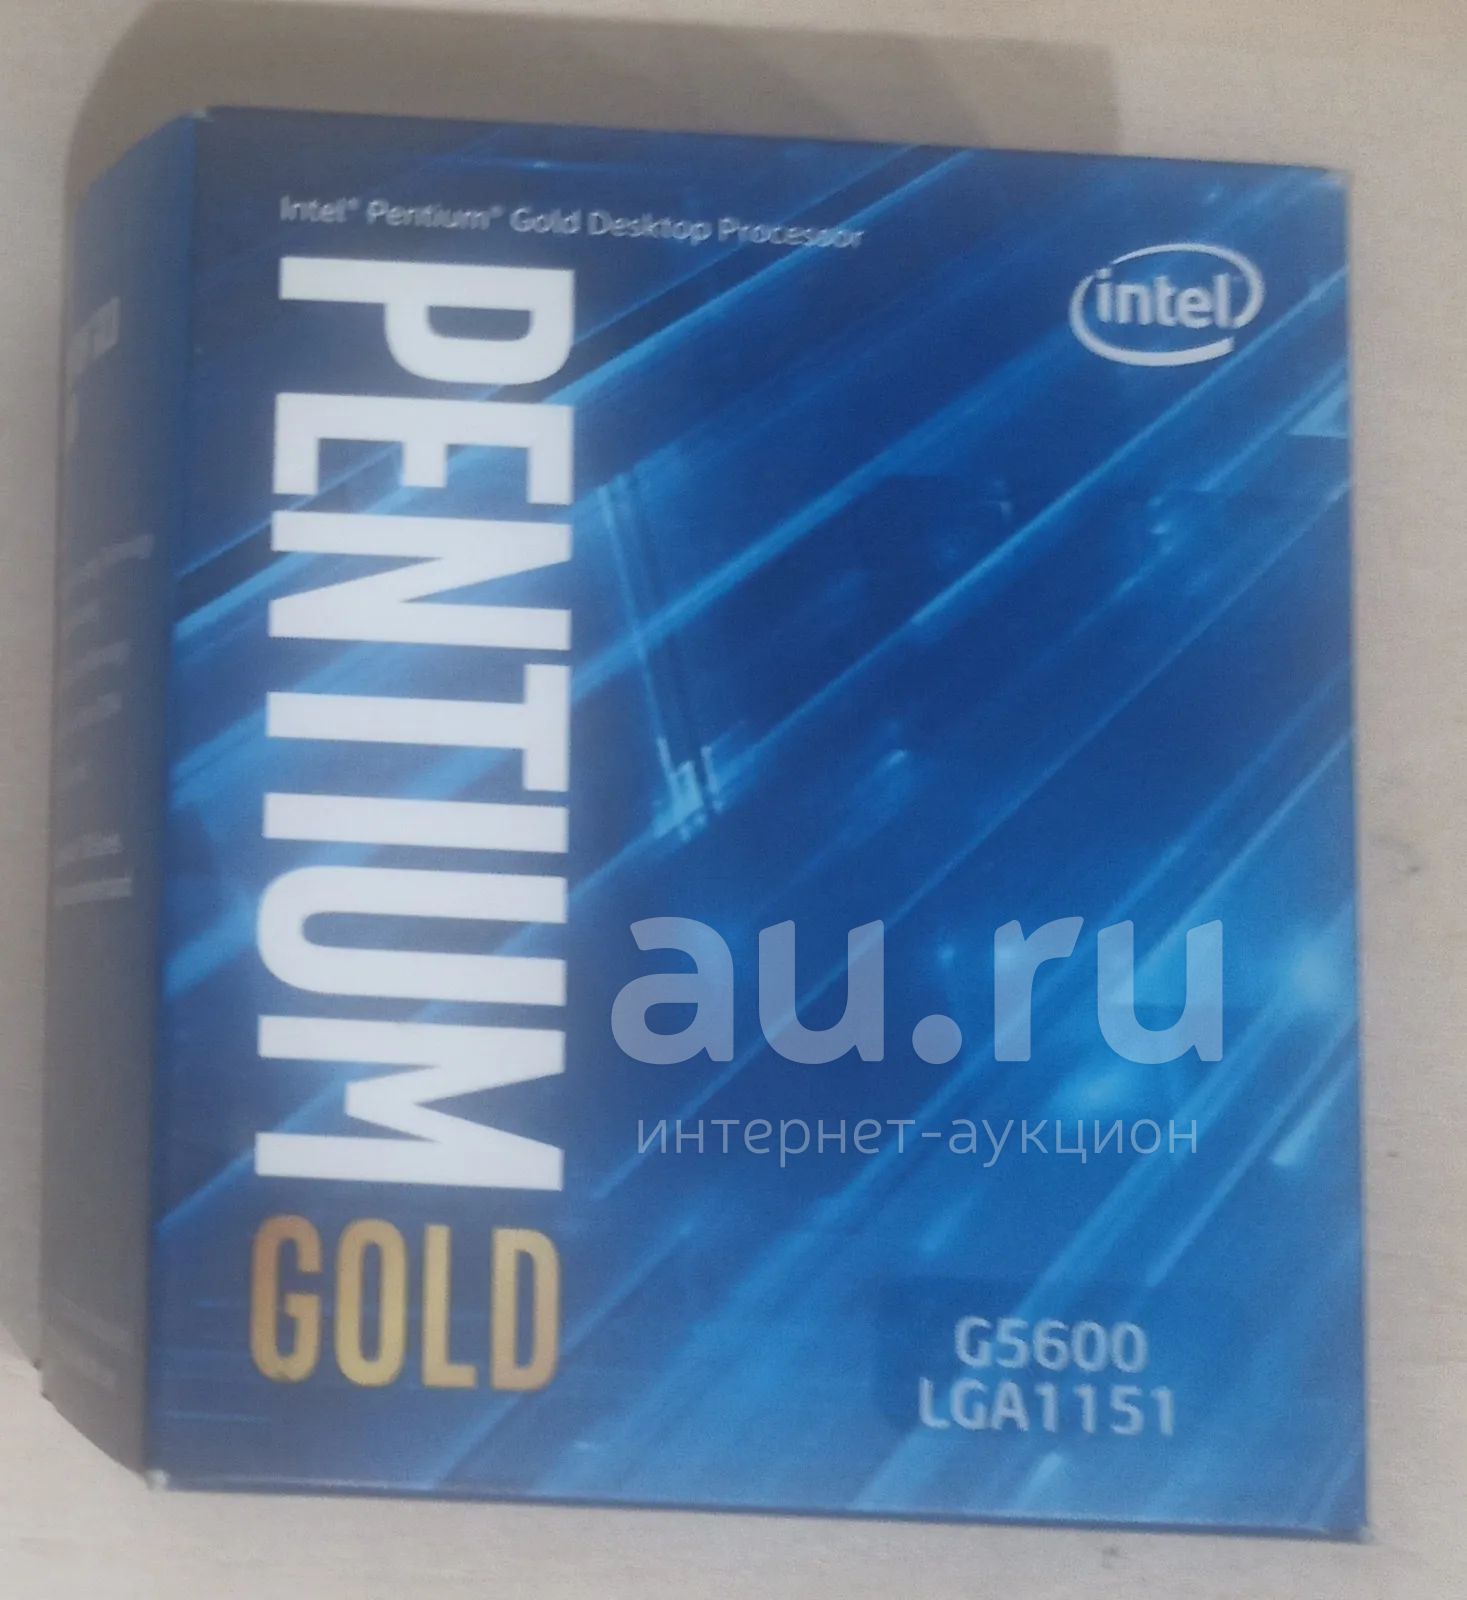 Intel® Pentium® Gold Desktop Processor
intel
PENTIUM
GOLD
au.ru
интернет-аукцион
G5600
LGA1151